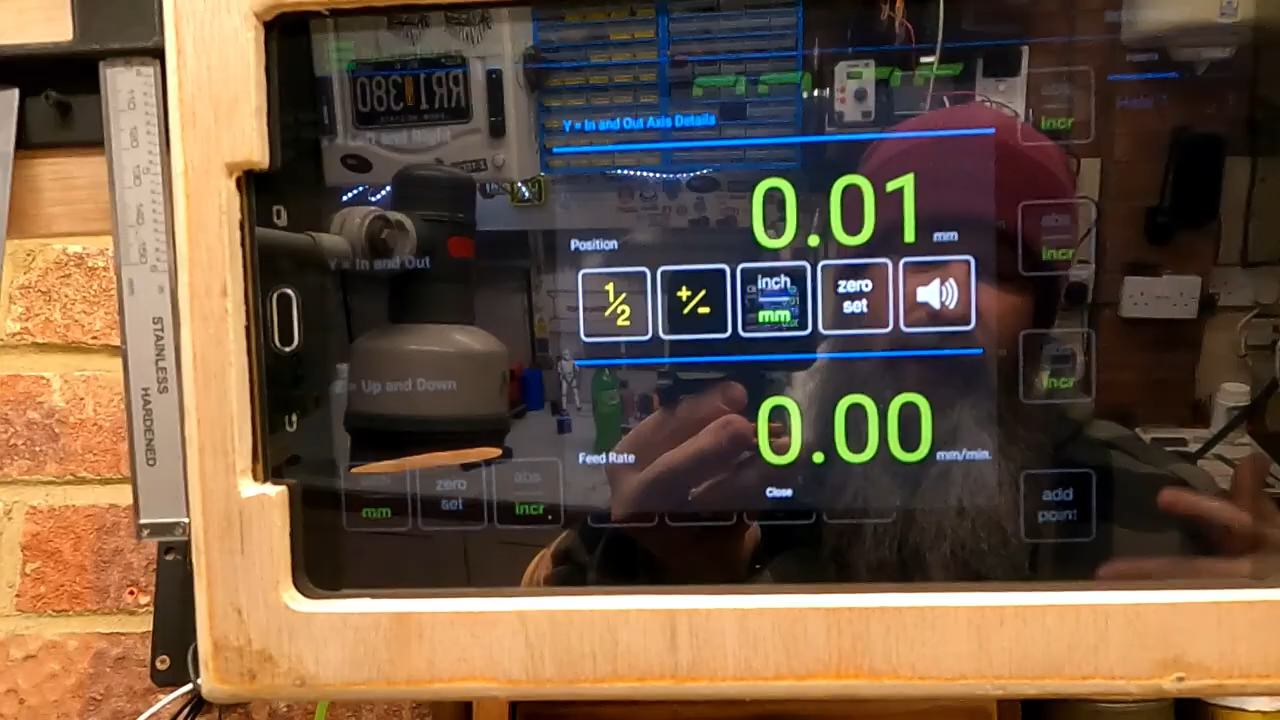 RR1 380
Y = In and Out Axis Details
incr
0.01
mm
Position
abs
incr
Y = In and Out
1/2
+/-
inch
mm
zero
set
STAINLESS
HARDENED
Z = Up and Down
incr
0.00
Feed Rate
mm/min.
Close
mm
zero
set
abs
incr.
add
point